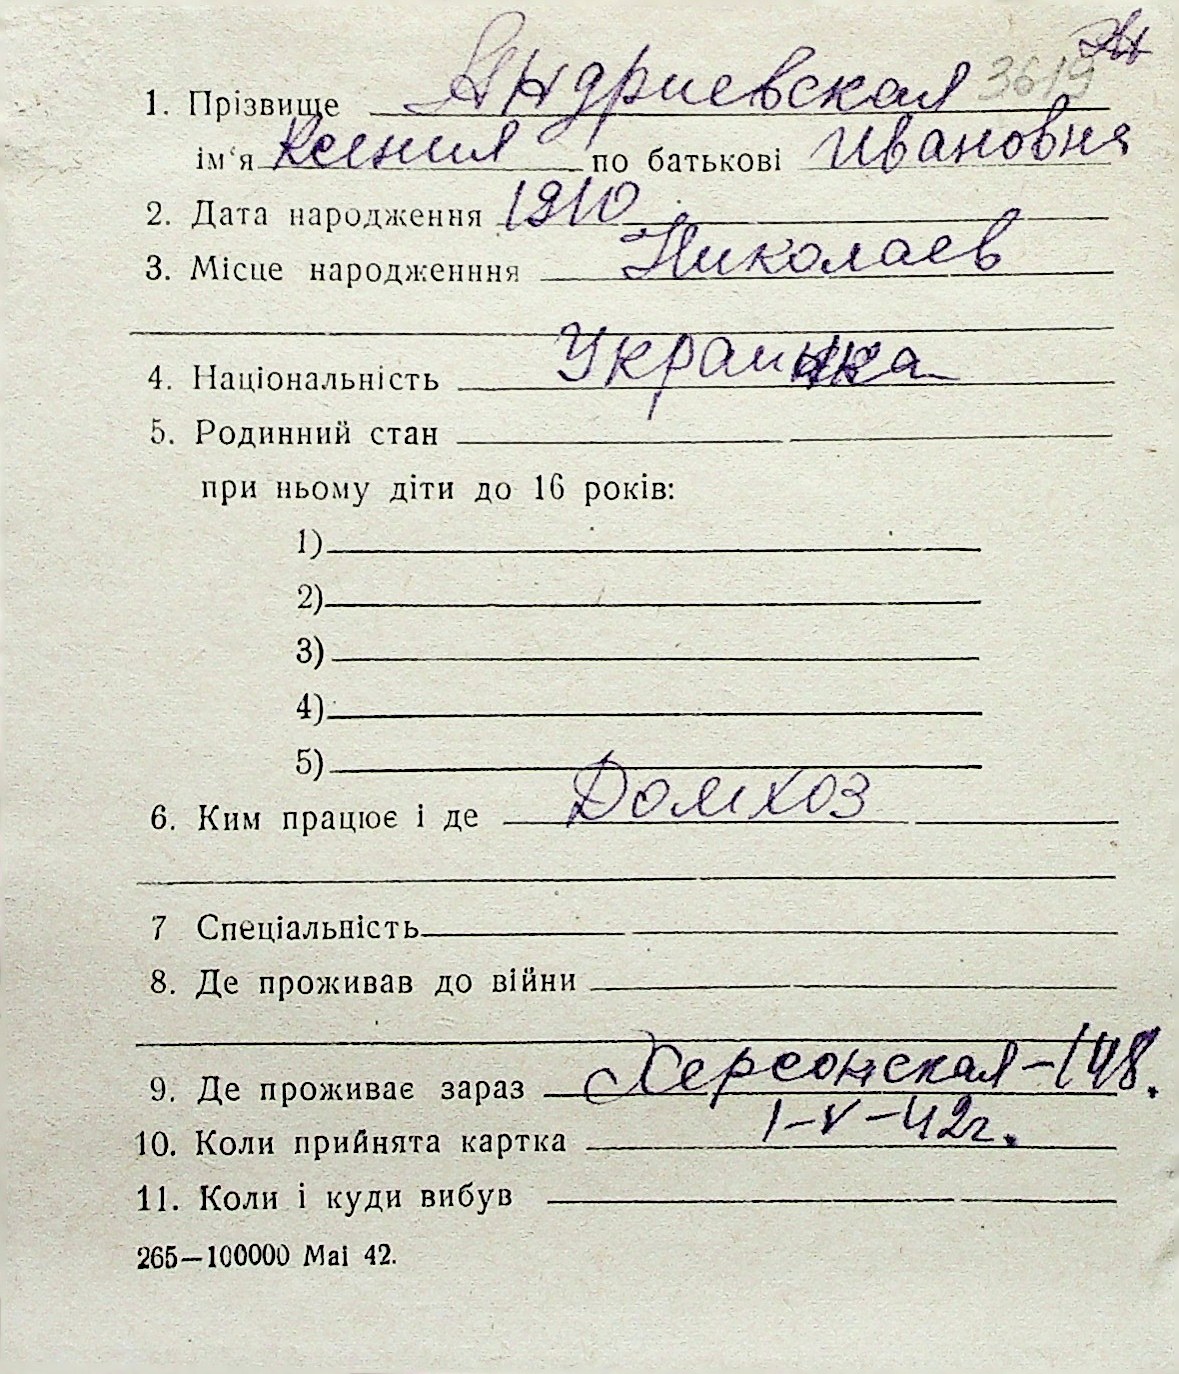 3619
1. Прізвище Андриевская
ім‘я Ксения по батькові Ивановна
2. Дата народження 1910
3. Місце народженння Николаев
4. Національність Украинка
5. Родинний стан
при ньому діти до 16 років:
1)
2)
3)
4)
5)
6. Ким працює і де Домхоз
7 Спеціальність
8. Де проживав до війни
9. Де проживає зараз Херсонская-148.
10. Коли прийнята картка 1-V-42г.
11. Коли і куди вибув
265—100000 Mai 42.